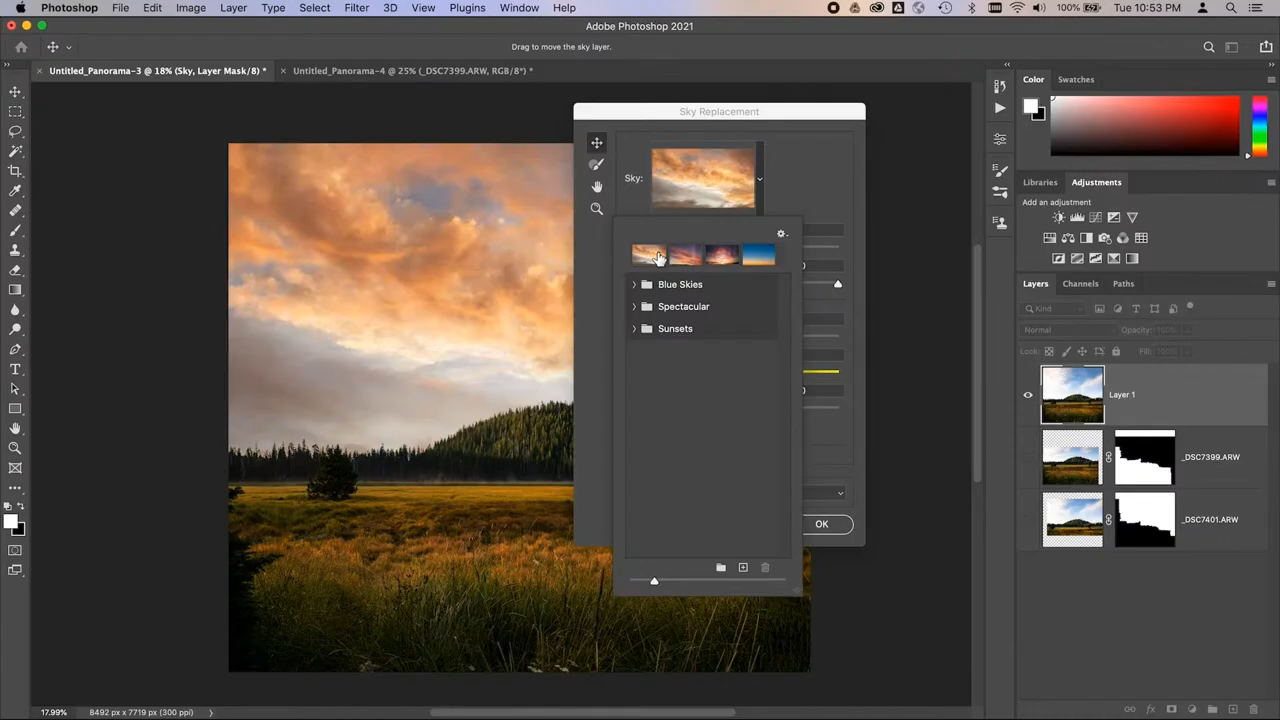 Photoshop File Edit Image Layer Type Select Filter 3D View Plugins Window Help 100% Tue 10:53 PM
Adobe Photoshop 2021
Drag to move the sky layer.
Untitled_Panorama-3 @ 18% (Sky, Layer Mask/8) * Untitled_Panorama-4 @ 25% (_DSC7399.ARW, RGB/8*) *
Sky Replacement
Sky:
Blue Skies
Spectacular
Sunsets
OK
Color Swatches
Libraries Adjustments
Add an adjustment
Layers Channels Paths
Kind
Normal Opacity: 100%
Lock: Fill: 100%
Layer 1
_DSC7399.ARW
_DSC7401.ARW
17.99% 8492 px x 7719 px (300 ppi)